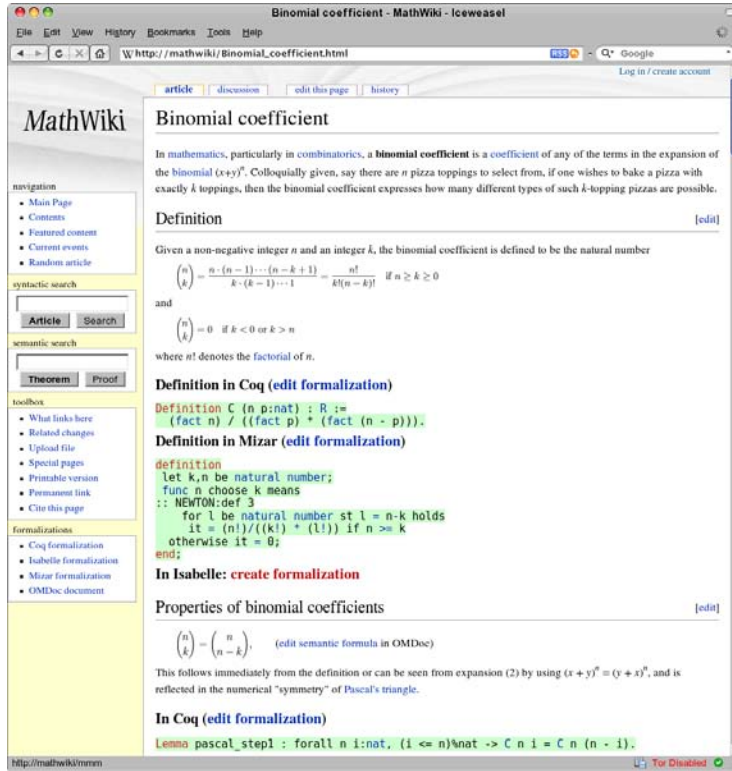 Binomial coefficient - MathWiki - Iceweasel
File Edit View History Bookmarks Tools Help
W http://mathwiki/Binomial_coefficient.html RSS Google
Log in / create account
article discussion edit this page history
MathWiki
Binomial coefficient
In mathematics, particularly in combinatorics, a binomial coefficient is a coefficient of any of the terms in the expansion of
the binomial (x+y)^n. Colloquially given, say there are n pizza toppings to select from, if one wishes to bake a pizza with
exactly k toppings, then the binomial coefficient expresses how many different types of such k-topping pizzas are possible.
navigation
Main Page
Contents
Featured content
Current events
Random article
syntactic search
Article Search
semantic search
Theorem Proof
toolbox
What links here
Related changes
Upload file
Special pages
Printable version
Permanent link
Cite this page
formalizations
Coq formalization
Isabelle formalization
Mizar formalization
OMDoc document
Definition [edit]
Given a non-negative integer n and an integer k, the binomial coefficient is defined to be the natural number
(n k) = n · (n − 1) ··· (n − k + 1) / k · (k − 1) ··· 1 = n! / k!(n − k)! if n ≥ k ≥ 0
and
(n k) = 0 if k < 0 or k > n
where n! denotes the factorial of n.
Definition in Coq (edit formalization)
Definition C (n p:nat) : R :=
(fact n) / ((fact p) * (fact (n - p))).
Definition in Mizar (edit formalization)
definition
let k,n be natural number;
func n choose k means
:: NEWTON:def 3
for l be natural number st l = n-k holds
it = (n!)/((k!) * (l!)) if n >= k
otherwise it = 0;
end;
In Isabelle: create formalization
Properties of binomial coefficients [edit]
(n k) = (n n − k), (edit semantic formula in OMDoc)
This follows immediately from the definition or can be seen from expansion (2) by using (x + y)^n = (y + x)^n, and is
reflected in the numerical "symmetry" of Pascal's triangle.
In Coq (edit formalization)
Lemma pascal_step1 : forall n i:nat, (i <= n)%nat -> C n i = C n (n - i).
http://mathwiki/mmm Tor Disabled